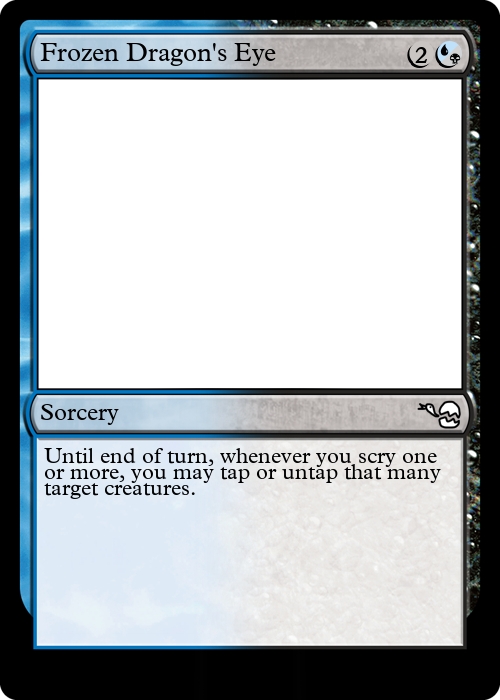 Frozen Dragon's Eye
2
Sorcery
Until end of turn, whenever you scry one
or more, you may tap or untap that many
target creatures.